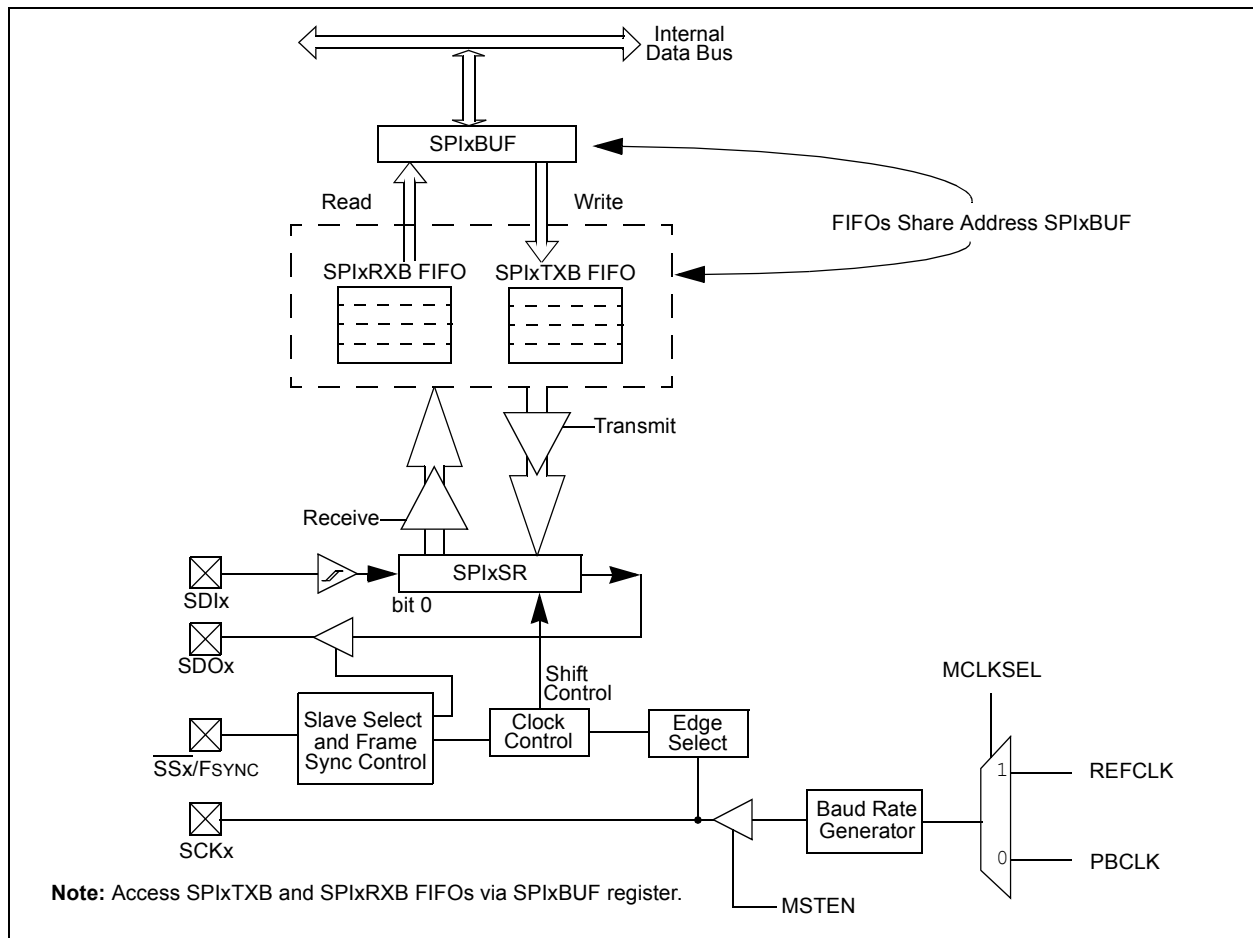 Internal
Data Bus
SPIxBUF
Read
Write
FIFOs Share Address SPIxBUF
SPIxRXB FIFO
SPIxTXB FIFO
Transmit
Receive
SPIxSR
SDIx
bit 0
SDOx
Shift
Control
MCLKSEL
Slave Select
and Frame
Sync Control
Clock
Control
Edge
Select
SSx/FSYNC
1
REFCLK
Baud Rate
Generator
SCKx
0
PBCLK
Note: Access SPIxTXB and SPIxRXB FIFOs via SPIxBUF register.
MSTEN